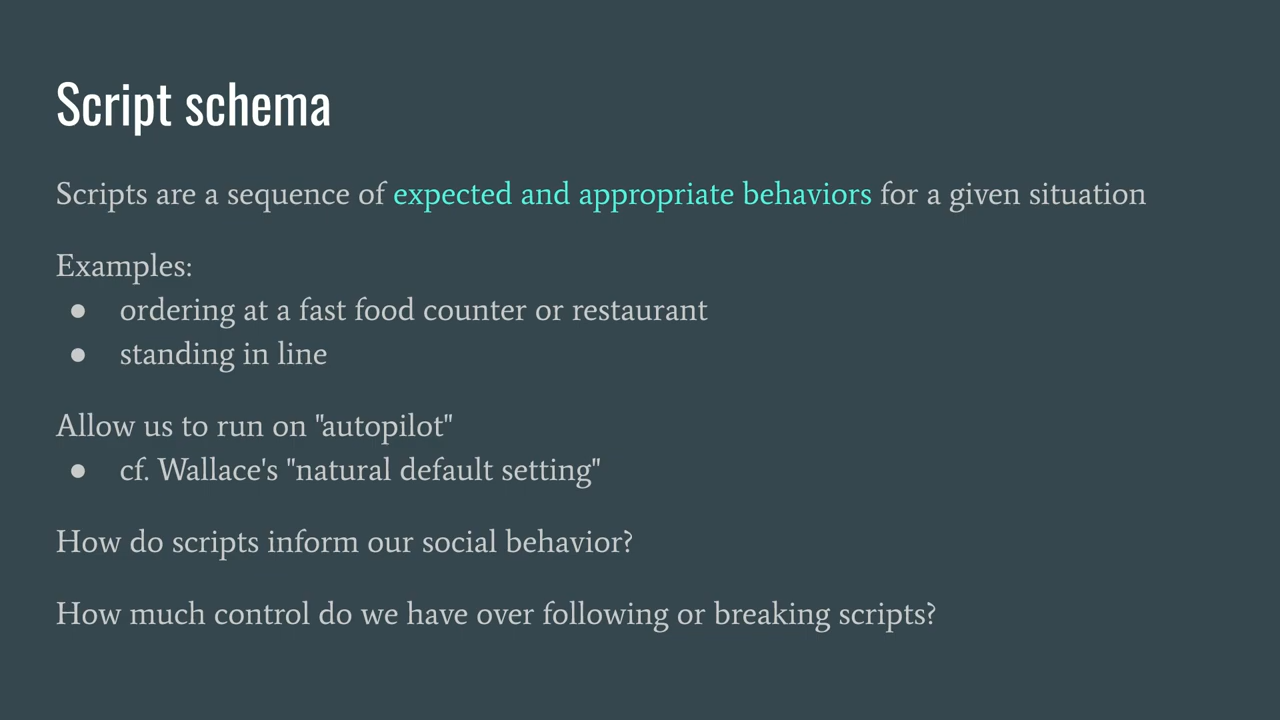 Script schema
Scripts are a sequence of expected and appropriate behaviors for a given situation
Examples:
● ordering at a fast food counter or restaurant
● standing in line
Allow us to run on "autopilot"
● cf. Wallace's "natural default setting"
How do scripts inform our social behavior?
How much control do we have over following or breaking scripts?